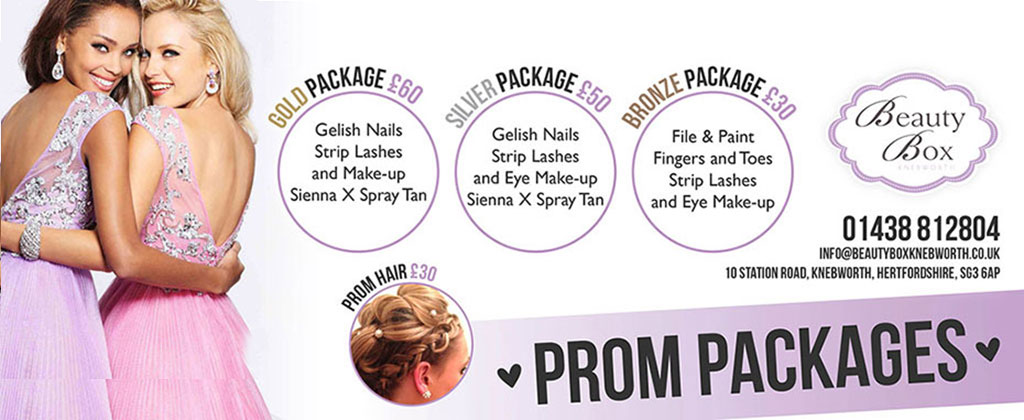 GOLD PACKAGE £60
Gelish Nails
Strip Lashes
and Make-up
Sienna X Spray Tan
SILVER PACKAGE £50
Gelish Nails
Strip Lashes
and Eye Make-up
Sienna X Spray Tan
BRONZE PACKAGE £30
File & Paint
Fingers and Toes
Strip Lashes
and Eye Make-up
Beauty
Box
KNEBWORTH
01438 812804
INFO@BEAUTYBOXKNEBWORTH.CO.UK
10 STATION ROAD, KNEBWORTH, HERTFORDSHIRE, SG3 6AP
PROM HAIR £30
PROM PACKAGES